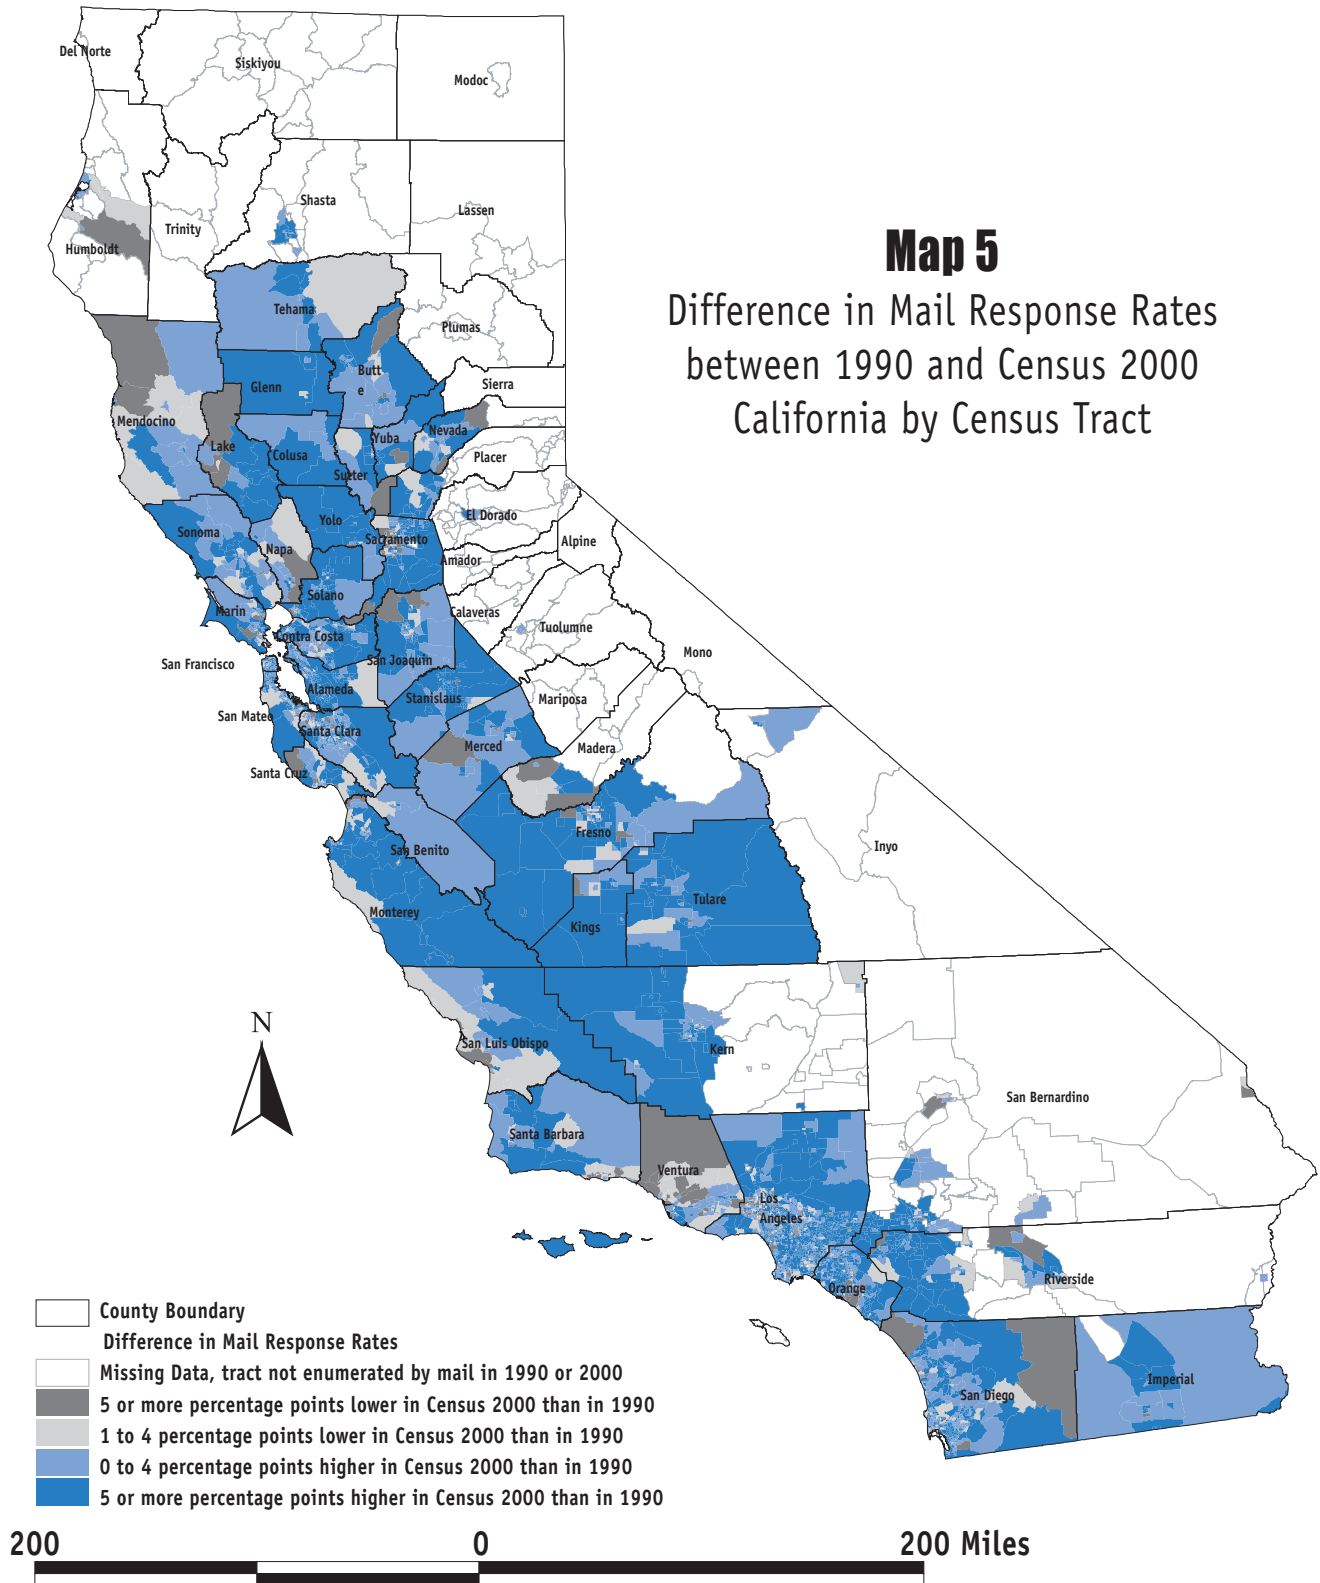 Map 5
Difference in Mail Response Rates
between 1990 and Census 2000
California by Census Tract
Del Norte
Siskiyou
Modoc
Shasta
Lassen
Trinity
Humboldt
Tehama
Plumas
Butt
e
Glenn
Sierra
Mendocino
Lake
Colusa
Yuba
Nevada
Sutter
Placer
Sonoma
Yolo
El Dorado
Napa
Sacramento
Alpine
Amador
Solano
Marin
Calaveras
Contra Costa
Tuolumne
San Francisco
San Joaquin
Mono
Alameda
Stanislaus
Mariposa
San Mateo
Santa Clara
Merced
Madera
Santa Cruz
Fresno
San Benito
Inyo
Monterey
Tulare
Kings
N
San Luis Obispo
Kern
San Bernardino
Santa Barbara
Ventura
Los
Angeles
Orange
Riverside
San Diego
Imperial
County Boundary
Difference in Mail Response Rates
Missing Data, tract not enumerated by mail in 1990 or 2000
5 or more percentage points lower in Census 2000 than in 1990
1 to 4 percentage points lower in Census 2000 than in 1990
0 to 4 percentage points higher in Census 2000 than in 1990
5 or more percentage points higher in Census 2000 than in 1990
200 0 200 Miles